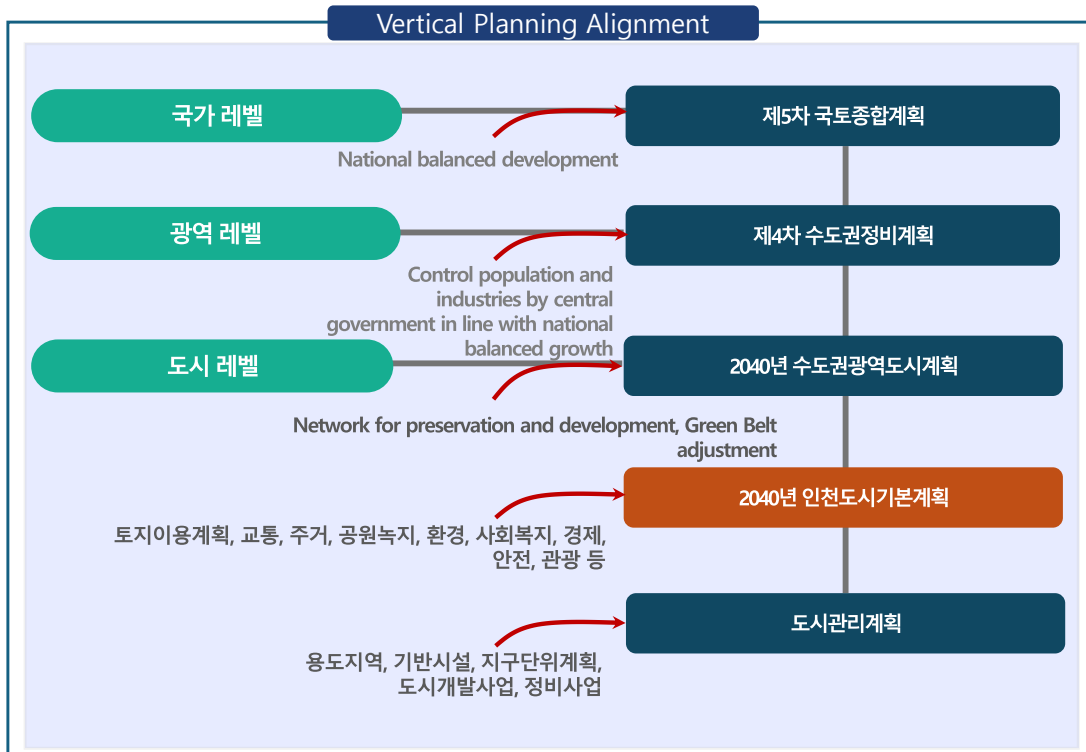 Vertical Planning Alignment
국가 레벨
제5차 국토종합계획
National balanced development
광역 레벨
제4차 수도권정비계획
Control population and
industries by central
government in line with national
balanced growth
도시 레벨
2040년 수도권광역도시계획
Network for preservation and development, Green Belt
adjustment
2040년 인천도시기본계획
토지이용계획, 교통, 주거, 공원녹지, 환경, 사회복지, 경제,
안전, 관광 등
도시관리계획
용도지역, 기반시설, 지구단위계획,
도시개발사업, 정비사업